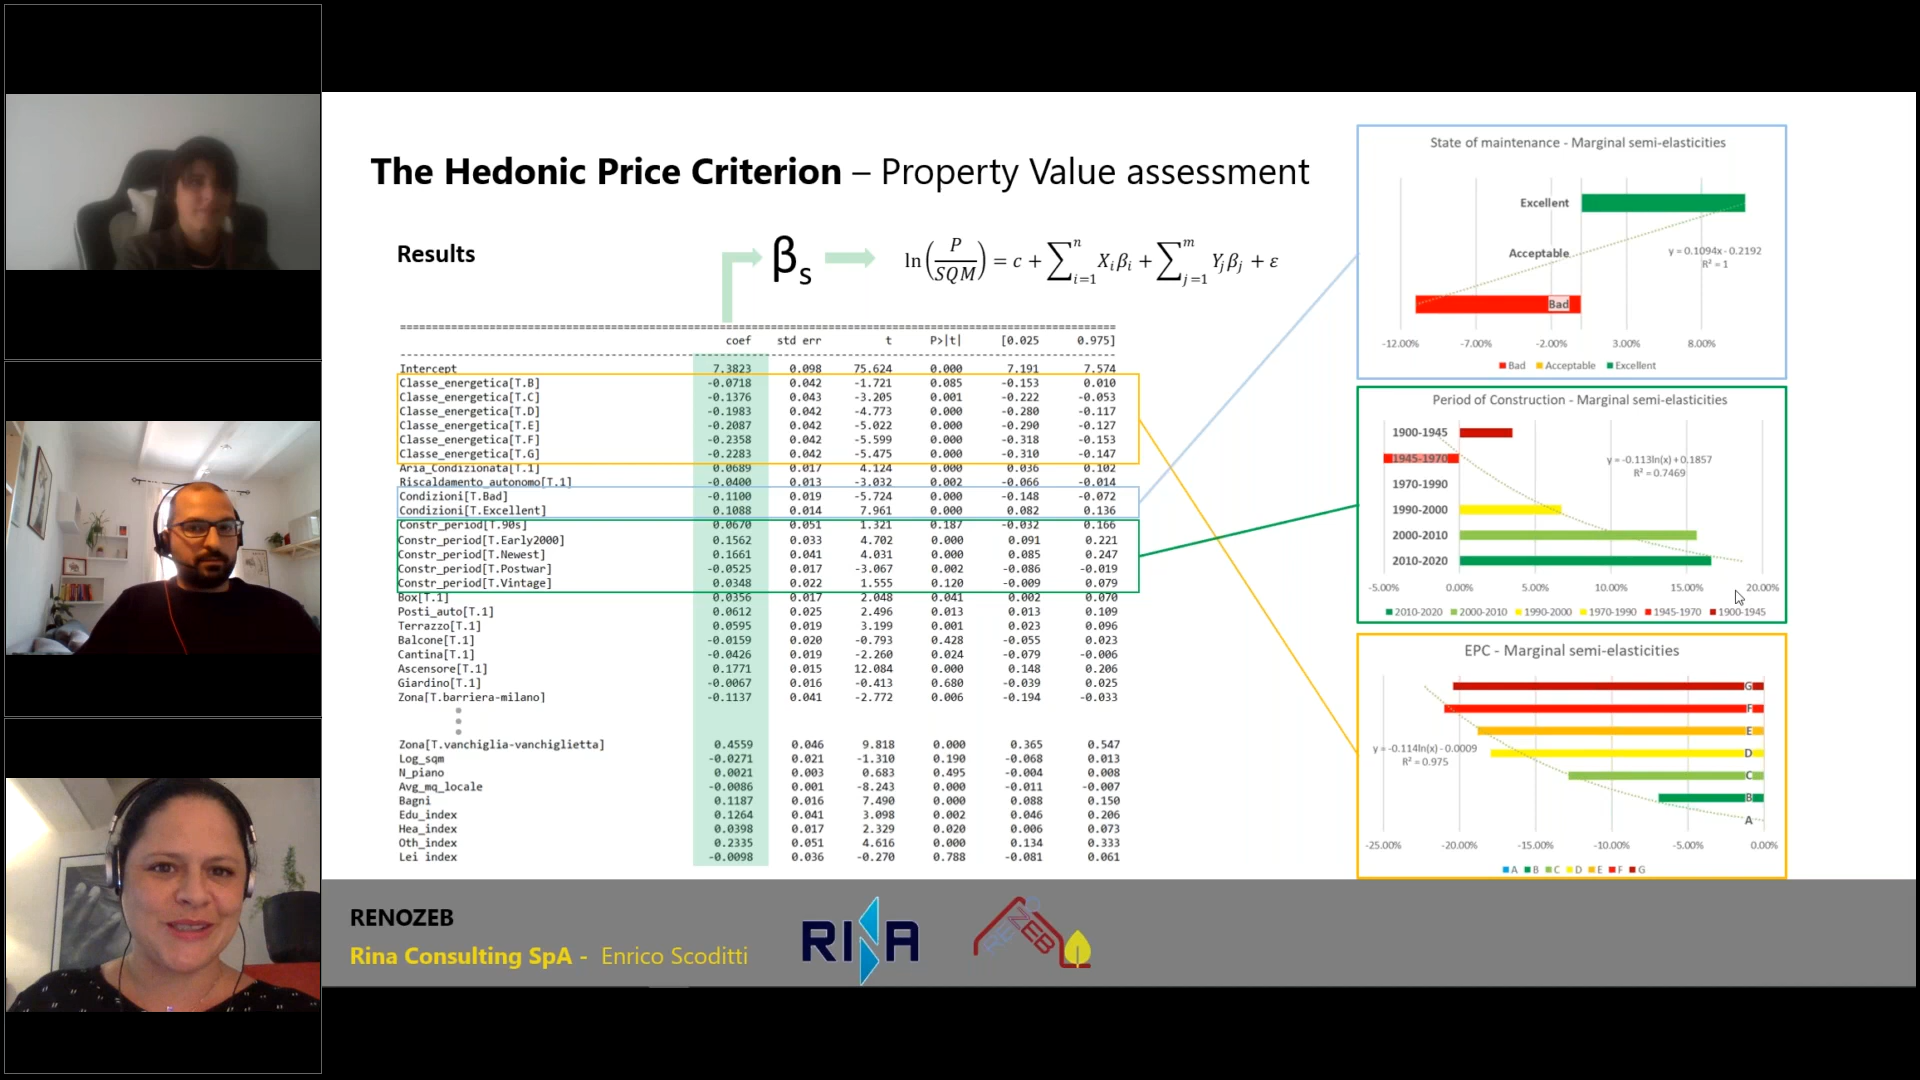 The Hedonic Price Criterion – Property Value assessment
Results
βs
ln(P/SQM) = c + ∑ⁿᵢ₌₁ Xᵢβᵢ + ∑ᵐⱼ₌₁ Yⱼβⱼ + ε
coef std err t P>|t| [0.025 0.975]
Intercept 7.3823 0.098 75.624 0.000 7.191 7.574
Classe_energetica[T.B] -0.0718 0.042 -1.721 0.085 -0.153 0.010
Classe_energetica[T.C] -0.1376 0.043 -3.205 0.001 -0.222 -0.053
Classe_energetica[T.D] -0.1983 0.042 -4.773 0.000 -0.280 -0.117
Classe_energetica[T.E] -0.2087 0.042 -5.022 0.000 -0.290 -0.127
Classe_energetica[T.F] -0.2358 0.042 -5.599 0.000 -0.318 -0.153
Classe_energetica[T.G] -0.2283 0.042 -5.475 0.000 -0.310 -0.147
Aria_Condizionata[T.1] 0.0689 0.017 4.124 0.000 0.036 0.102
Riscaldamento_autonomo[T.1] -0.0400 0.013 -3.032 0.002 -0.066 -0.014
Condizioni[T.Bad] -0.1100 0.019 -5.724 0.000 -0.148 -0.072
Condizioni[T.Excellent] 0.1088 0.014 7.961 0.000 0.082 0.136
Constr_period[T.90s] 0.0670 0.051 1.321 0.187 -0.032 0.166
Constr_period[T.Early2000] 0.1562 0.033 4.702 0.000 0.091 0.221
Constr_period[T.Newest] 0.1661 0.041 4.031 0.000 0.085 0.247
Constr_period[T.Postwar] -0.0525 0.017 -3.067 0.002 -0.086 -0.019
Constr_period[T.Vintage] 0.0348 0.022 1.555 0.120 -0.009 0.079
Box[T.1] 0.0356 0.017 2.048 0.041 0.002 0.070
Posti_auto[T.1] 0.0612 0.025 2.496 0.013 0.013 0.109
Terrazzo[T.1] 0.0595 0.019 3.199 0.001 0.023 0.096
Balcone[T.1] -0.0159 0.020 -0.793 0.428 -0.055 0.023
Cantina[T.1] -0.0426 0.019 -2.260 0.024 -0.079 -0.006
Ascensore[T.1] 0.1771 0.015 12.084 0.000 0.148 0.206
Giardino[T.1] -0.0067 0.016 -0.413 0.680 -0.039 0.025
Zona[T.barriera-milano] -0.1137 0.041 -2.772 0.006 -0.194 -0.033
Zona[T.vanchiglia-vanchiglietta] 0.4559 0.046 9.818 0.000 0.365 0.547
Log_sqm -0.0271 0.021 -1.310 0.190 -0.068 0.013
N_piano 0.0021 0.003 0.683 0.495 -0.004 0.008
Avg_mq_locale -0.0086 0.001 -8.243 0.000 -0.011 -0.007
Bagni 0.1187 0.016 7.490 0.000 0.088 0.150
Edu_index 0.1264 0.041 3.098 0.002 0.046 0.206
Hea_index 0.0398 0.017 2.329 0.020 0.006 0.073
Oth_index 0.2335 0.051 4.616 0.000 0.134 0.333
Lei index -0.0098 0.036 -0.270 0.788 -0.081 0.061
State of maintenance - Marginal semi-elasticities
Excellent
Acceptable
y = 0.1094x - 0.2192
R² = 1
Bad
-12.00% -7.00% -2.00% 3.00% 8.00%
Bad Acceptable Excellent
Period of Construction - Marginal semi-elasticities
1900-1945
1945-1970
y = -0.113ln(x) + 0.1857
R² = 0.7469
1970-1990
1990-2000
2000-2010
2010-2020
-5.00% 0.00% 5.00% 10.00% 15.00% 20.00%
2010-2020 2000-2010 1990-2000 1970-1990 1945-1970 1900-1945
EPC - Marginal semi-elasticities
G
F
E
y = -0.114ln(x) - 0.0009
R² = 0.975
D
C
B
A
-25.00% -20.00% -15.00% -10.00% -5.00% 0.00%
A B C D E F G
RENOZEB
Rina Consulting SpA - Enrico Scoditti
RINA
ZEB